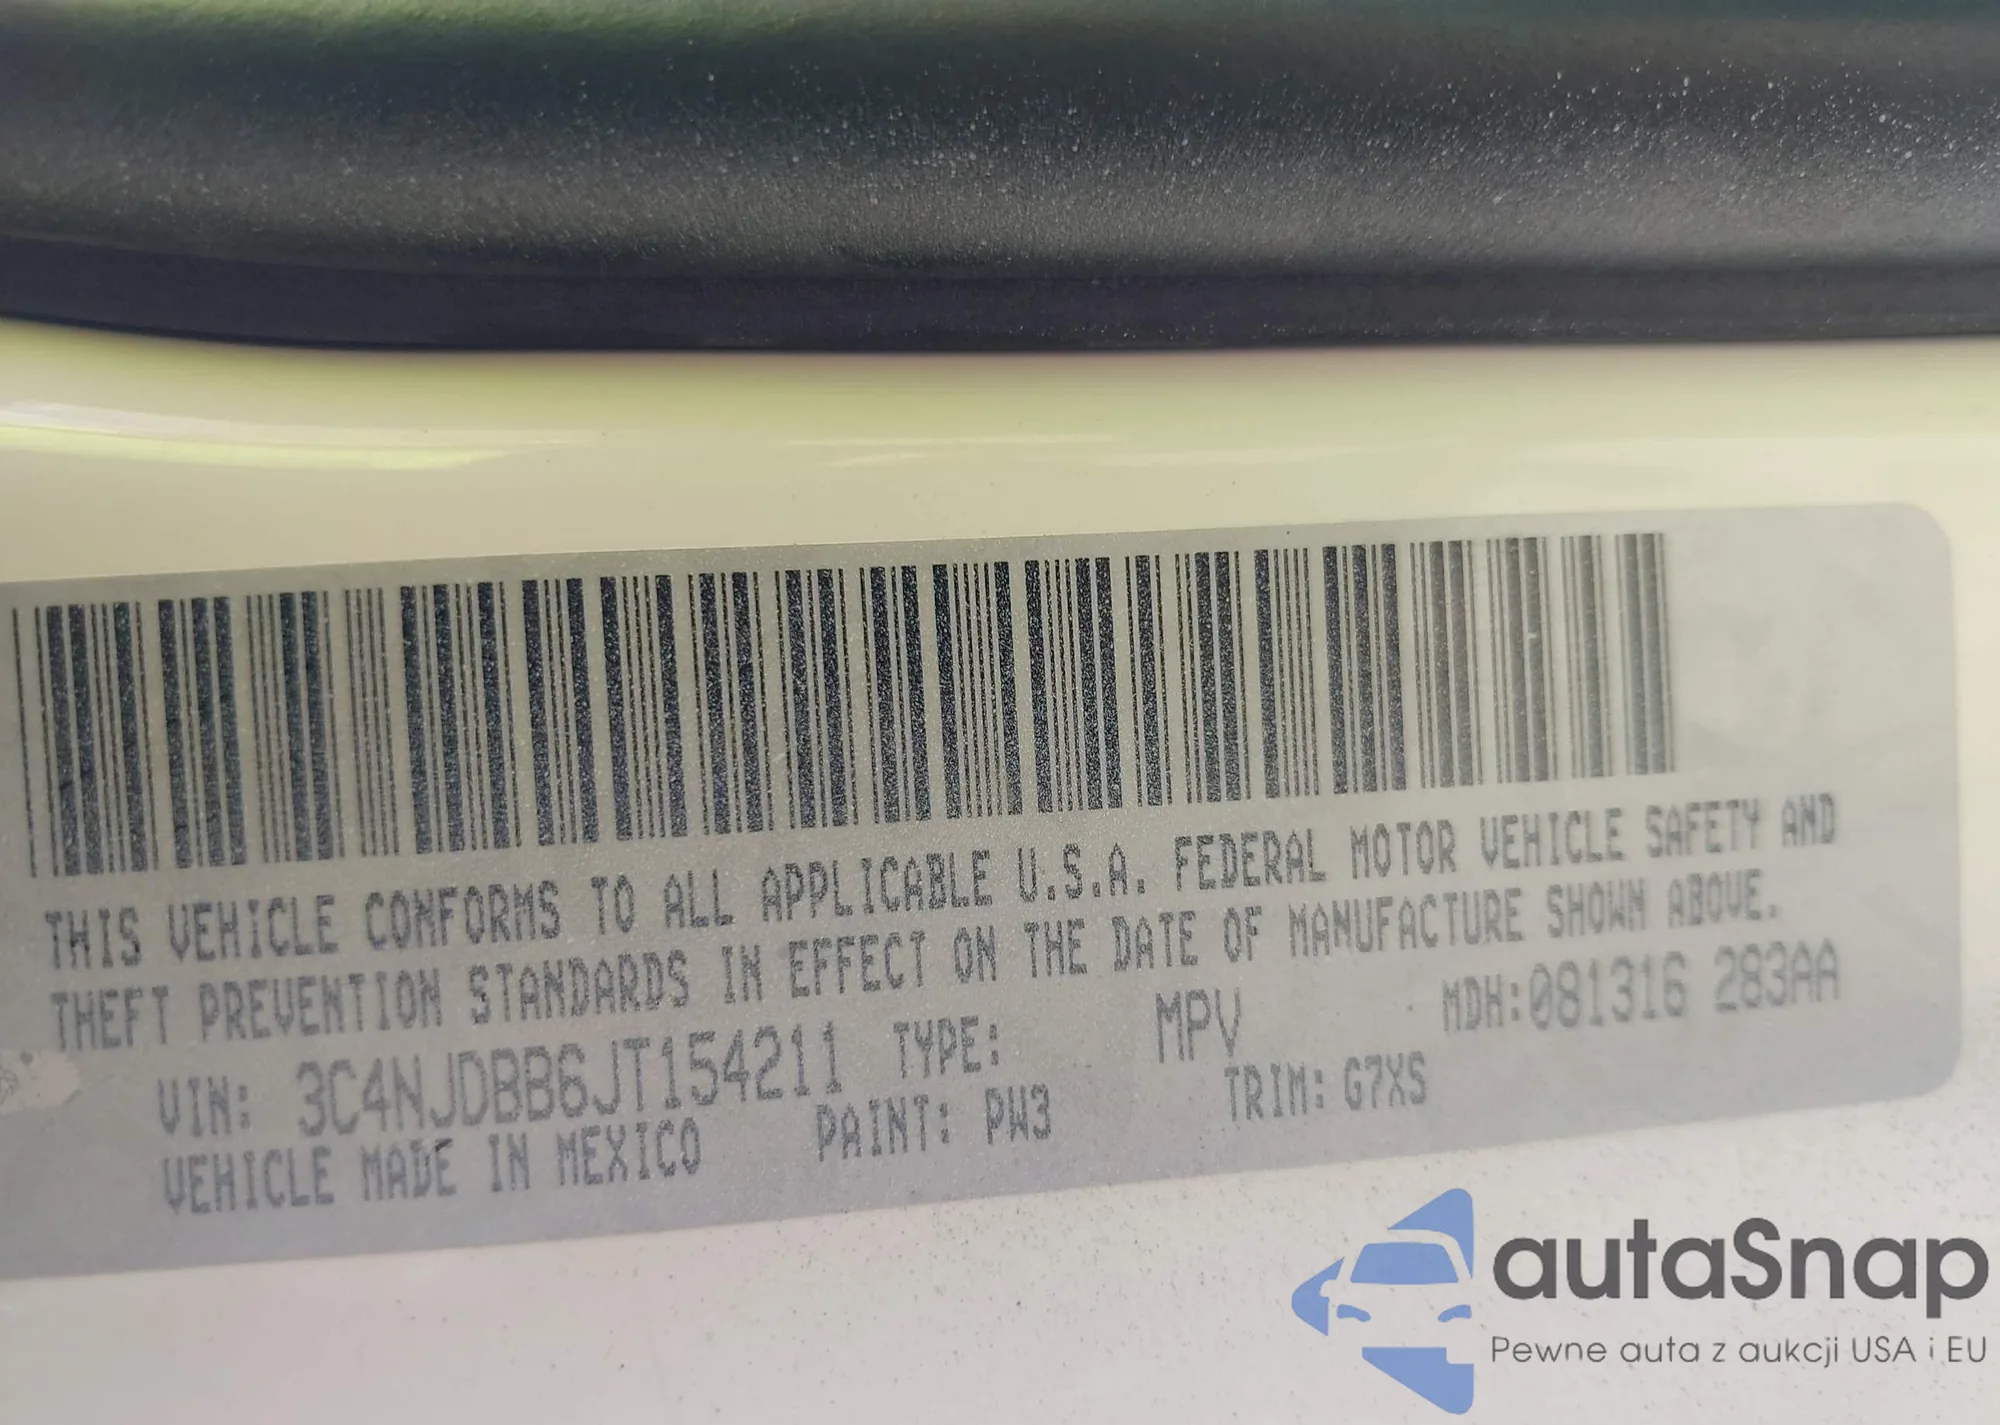 THIS VEHICLE CONFORMS TO ALL APPLICABLE U.S.A. FEDERAL MOTOR VEHICLE SAFETY AND
THEFT PREVENTION STANDARDS IN EFFECT ON THE DATE OF MANUFACTURE SHOWN ABOVE.
VIN: 3C4NJDBB6JT154211 TYPE: MPV MDH:081316 283AA
VEHICLE MADE IN MEXICO PAINT: PW3 TRIM: G7XS
autaSnap
Pewne auta z aukcji USA i EU